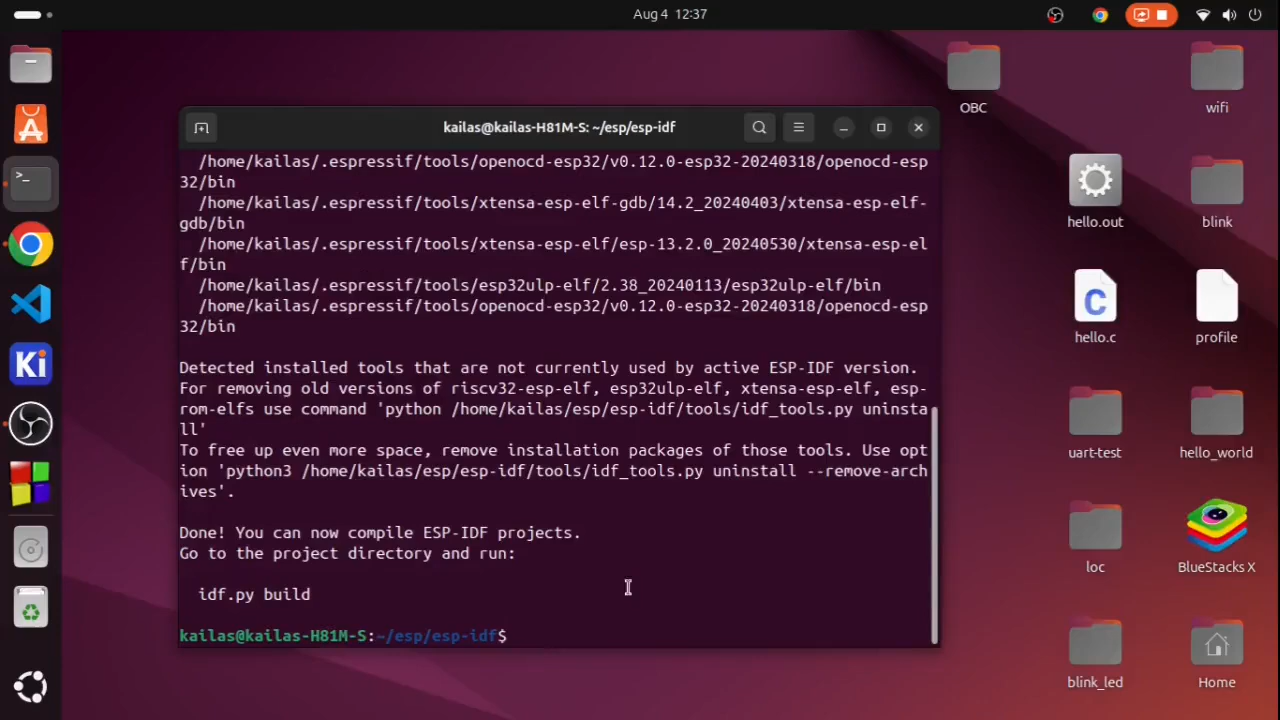 Aug 4 12:37
OBC
wifi
kailas@kailas-H81M-S: ~/esp/esp-idf
/home/kailas/.espressif/tools/openocd-esp32/v0.12.0-esp32-20240318/openocd-esp
32/bin
/home/kailas/.espressif/tools/xtensa-esp-elf-gdb/14.2_20240403/xtensa-esp-elf-
gdb/bin
/home/kailas/.espressif/tools/xtensa-esp-elf/esp-13.2.0_20240530/xtensa-esp-el
f/bin
/home/kailas/.espressif/tools/esp32ulp-elf/2.38_20240113/esp32ulp-elf/bin
/home/kailas/.espressif/tools/openocd-esp32/v0.12.0-esp32-20240318/openocd-esp
32/bin
Detected installed tools that are not currently used by active ESP-IDF version.
For removing old versions of riscv32-esp-elf, esp32ulp-elf, xtensa-esp-elf, esp-
rom-elfs use command 'python /home/kailas/esp/esp-idf/tools/idf_tools.py uninsta
ll'
To free up even more space, remove installation packages of those tools. Use opt
ion 'python3 /home/kailas/esp/esp-idf/tools/idf_tools.py uninstall --remove-arch
ives'.
Done! You can now compile ESP-IDF projects.
Go to the project directory and run:
idf.py build
kailas@kailas-H81M-S:~/esp/esp-idf$
hello.out
blink
C
hello.c
profile
uart-test
hello_world
loc
BlueStacks X
blink_led
Home
>_
Ki